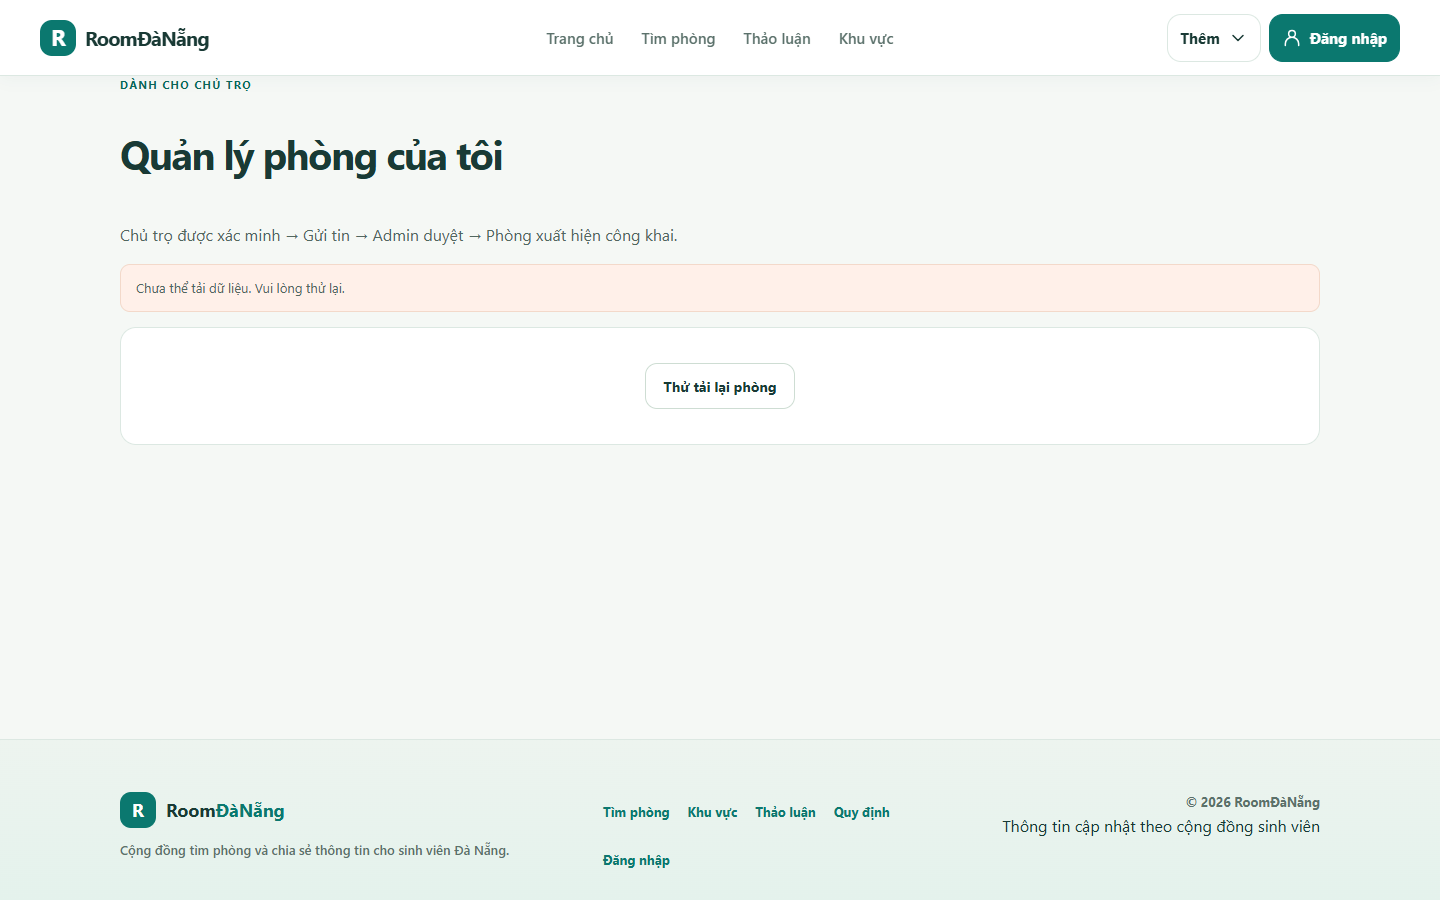 R RoomĐàNẵng
Trang chủ Tìm phòng Thảo luận Khu vực
Thêm Đăng nhập
DÀNH CHO CHỦ TRỌ
Quản lý phòng của tôi
Chủ trọ được xác minh → Gửi tin → Admin duyệt → Phòng xuất hiện công khai.
Chưa thể tải dữ liệu. Vui lòng thử lại.
Thử tải lại phòng
R RoomĐàNẵng
Cộng đồng tìm phòng và chia sẻ thông tin cho sinh viên Đà Nẵng.
Tìm phòng Khu vực Thảo luận Quy định
Đăng nhập
© 2026 RoomĐàNẵng
Thông tin cập nhật theo cộng đồng sinh viên